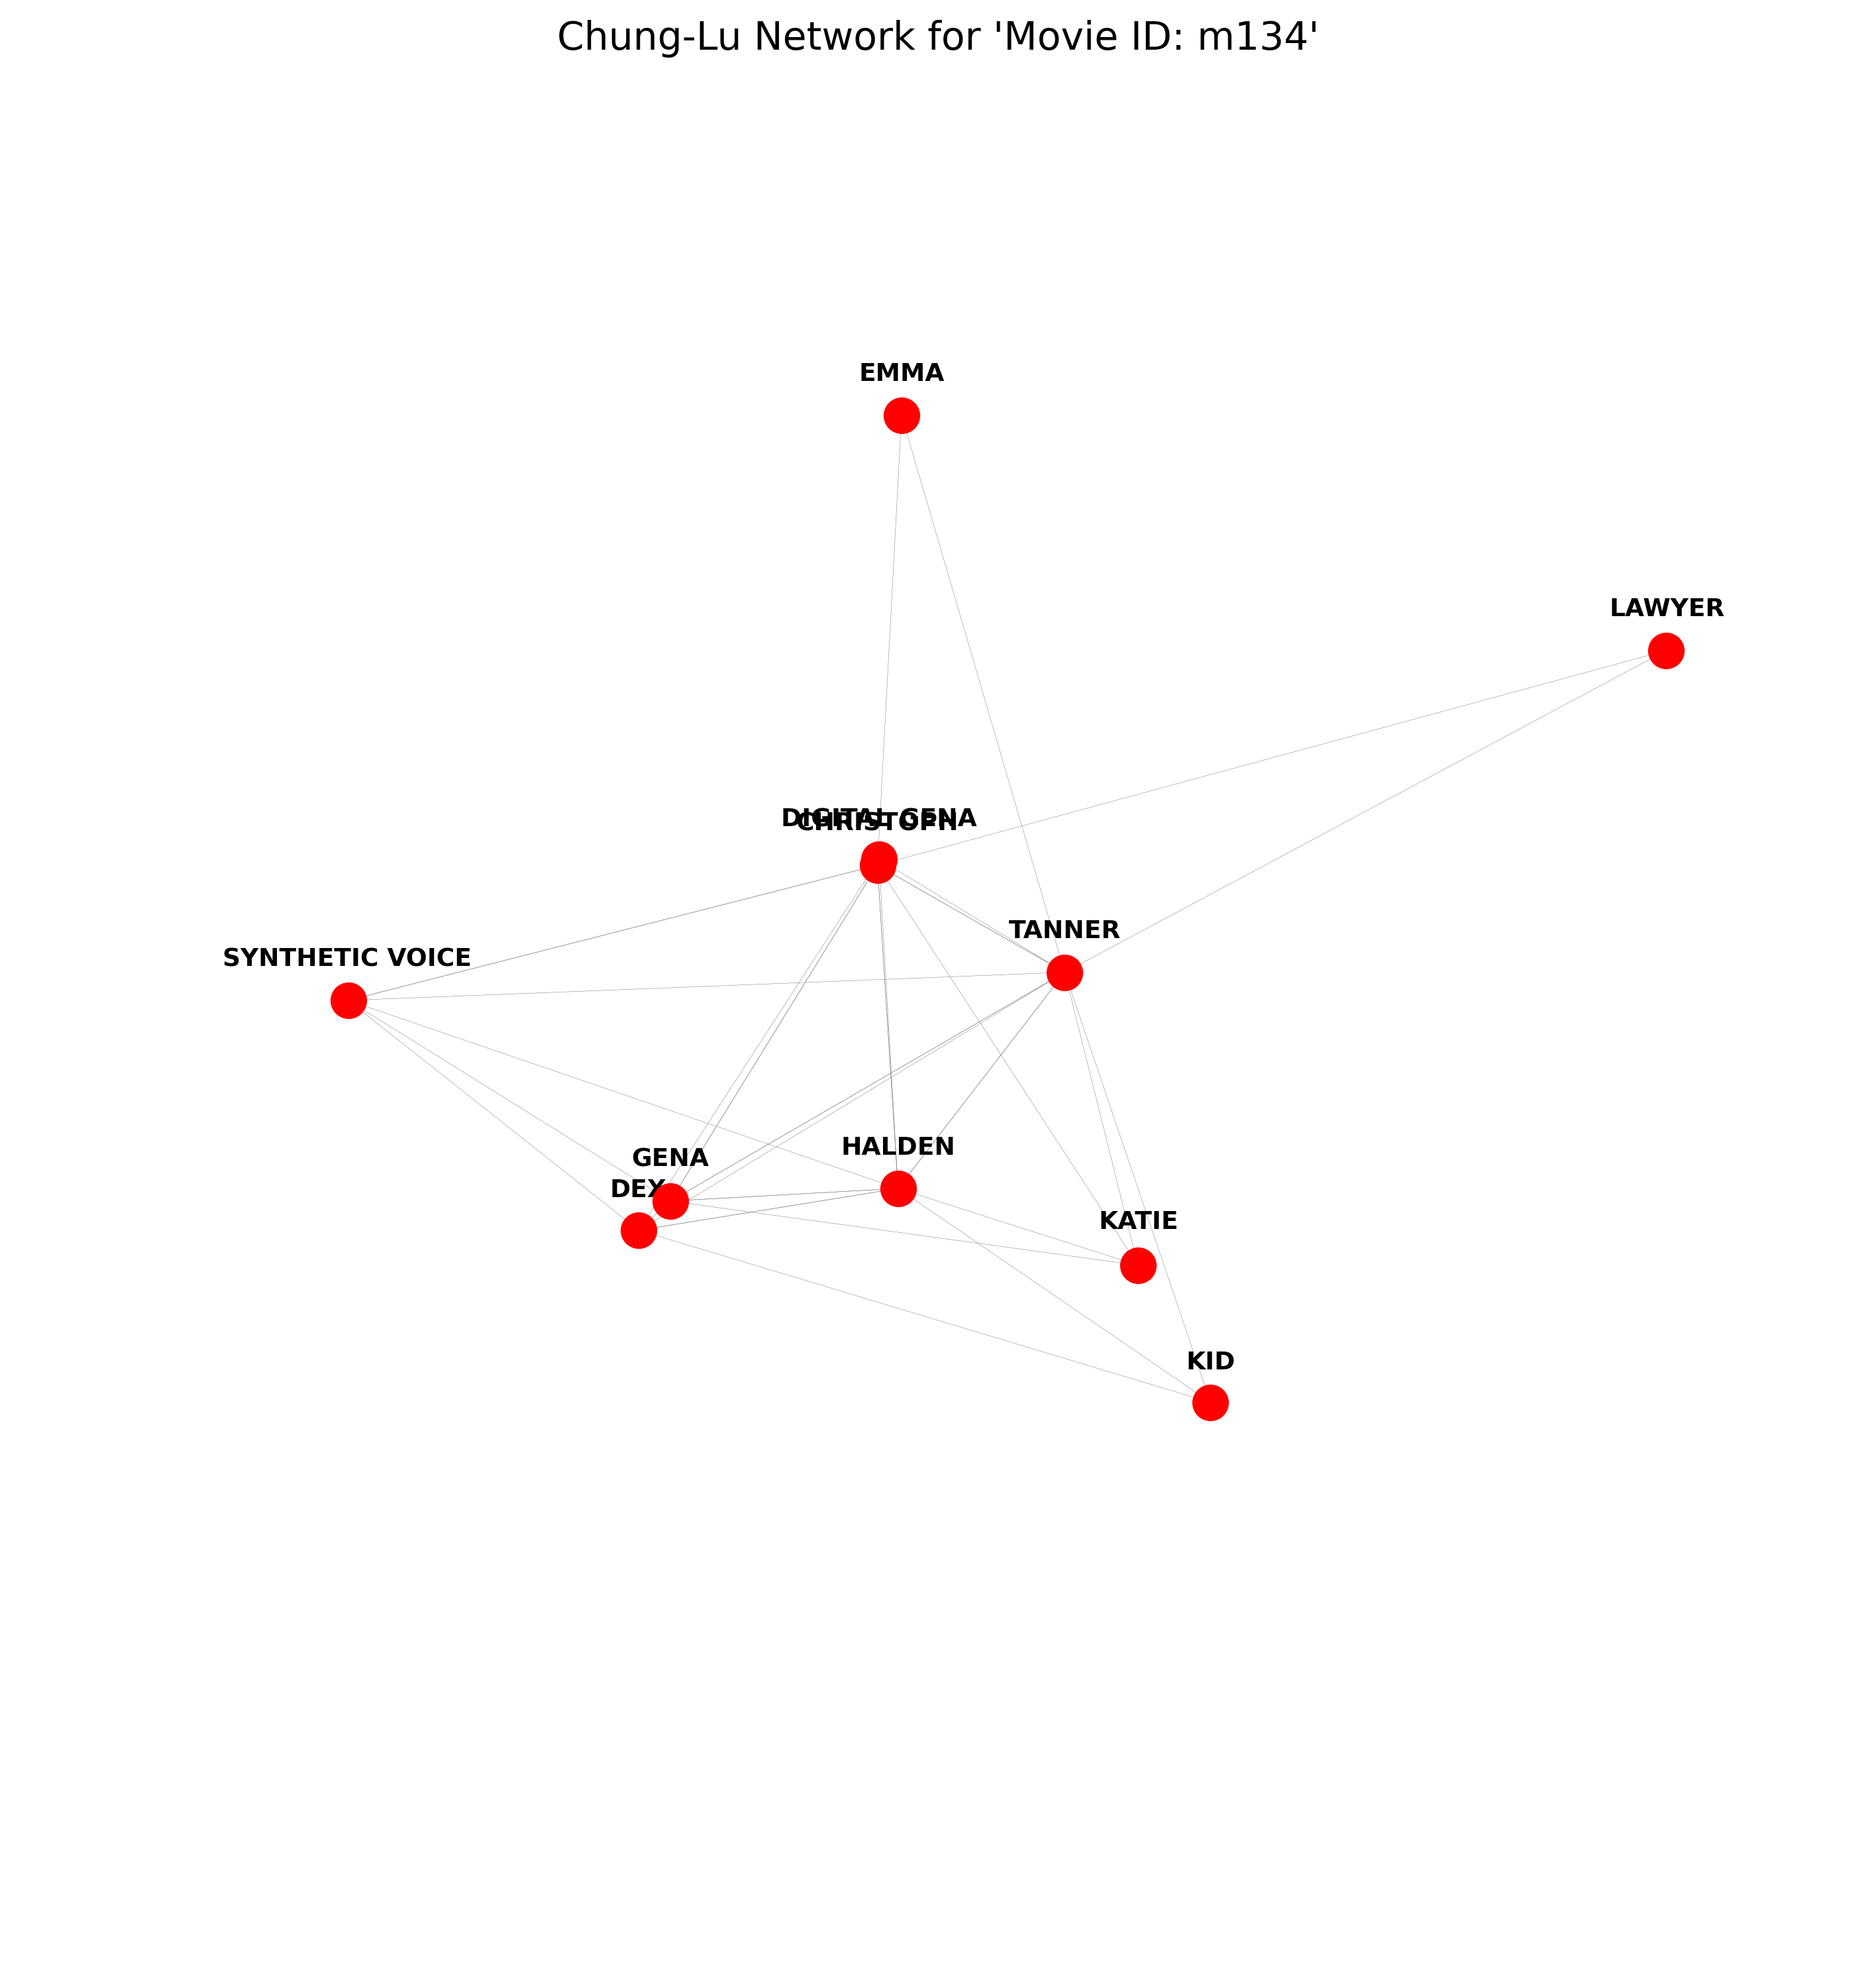 Chung-Lu Network for 'Movie ID: m134'
EMMA
LAWYER
DIGITAL GENA
CHRISTOPH
TANNER
SYNTHETIC VOICE
HALDEN
GENA
DEX
KATIE
KID